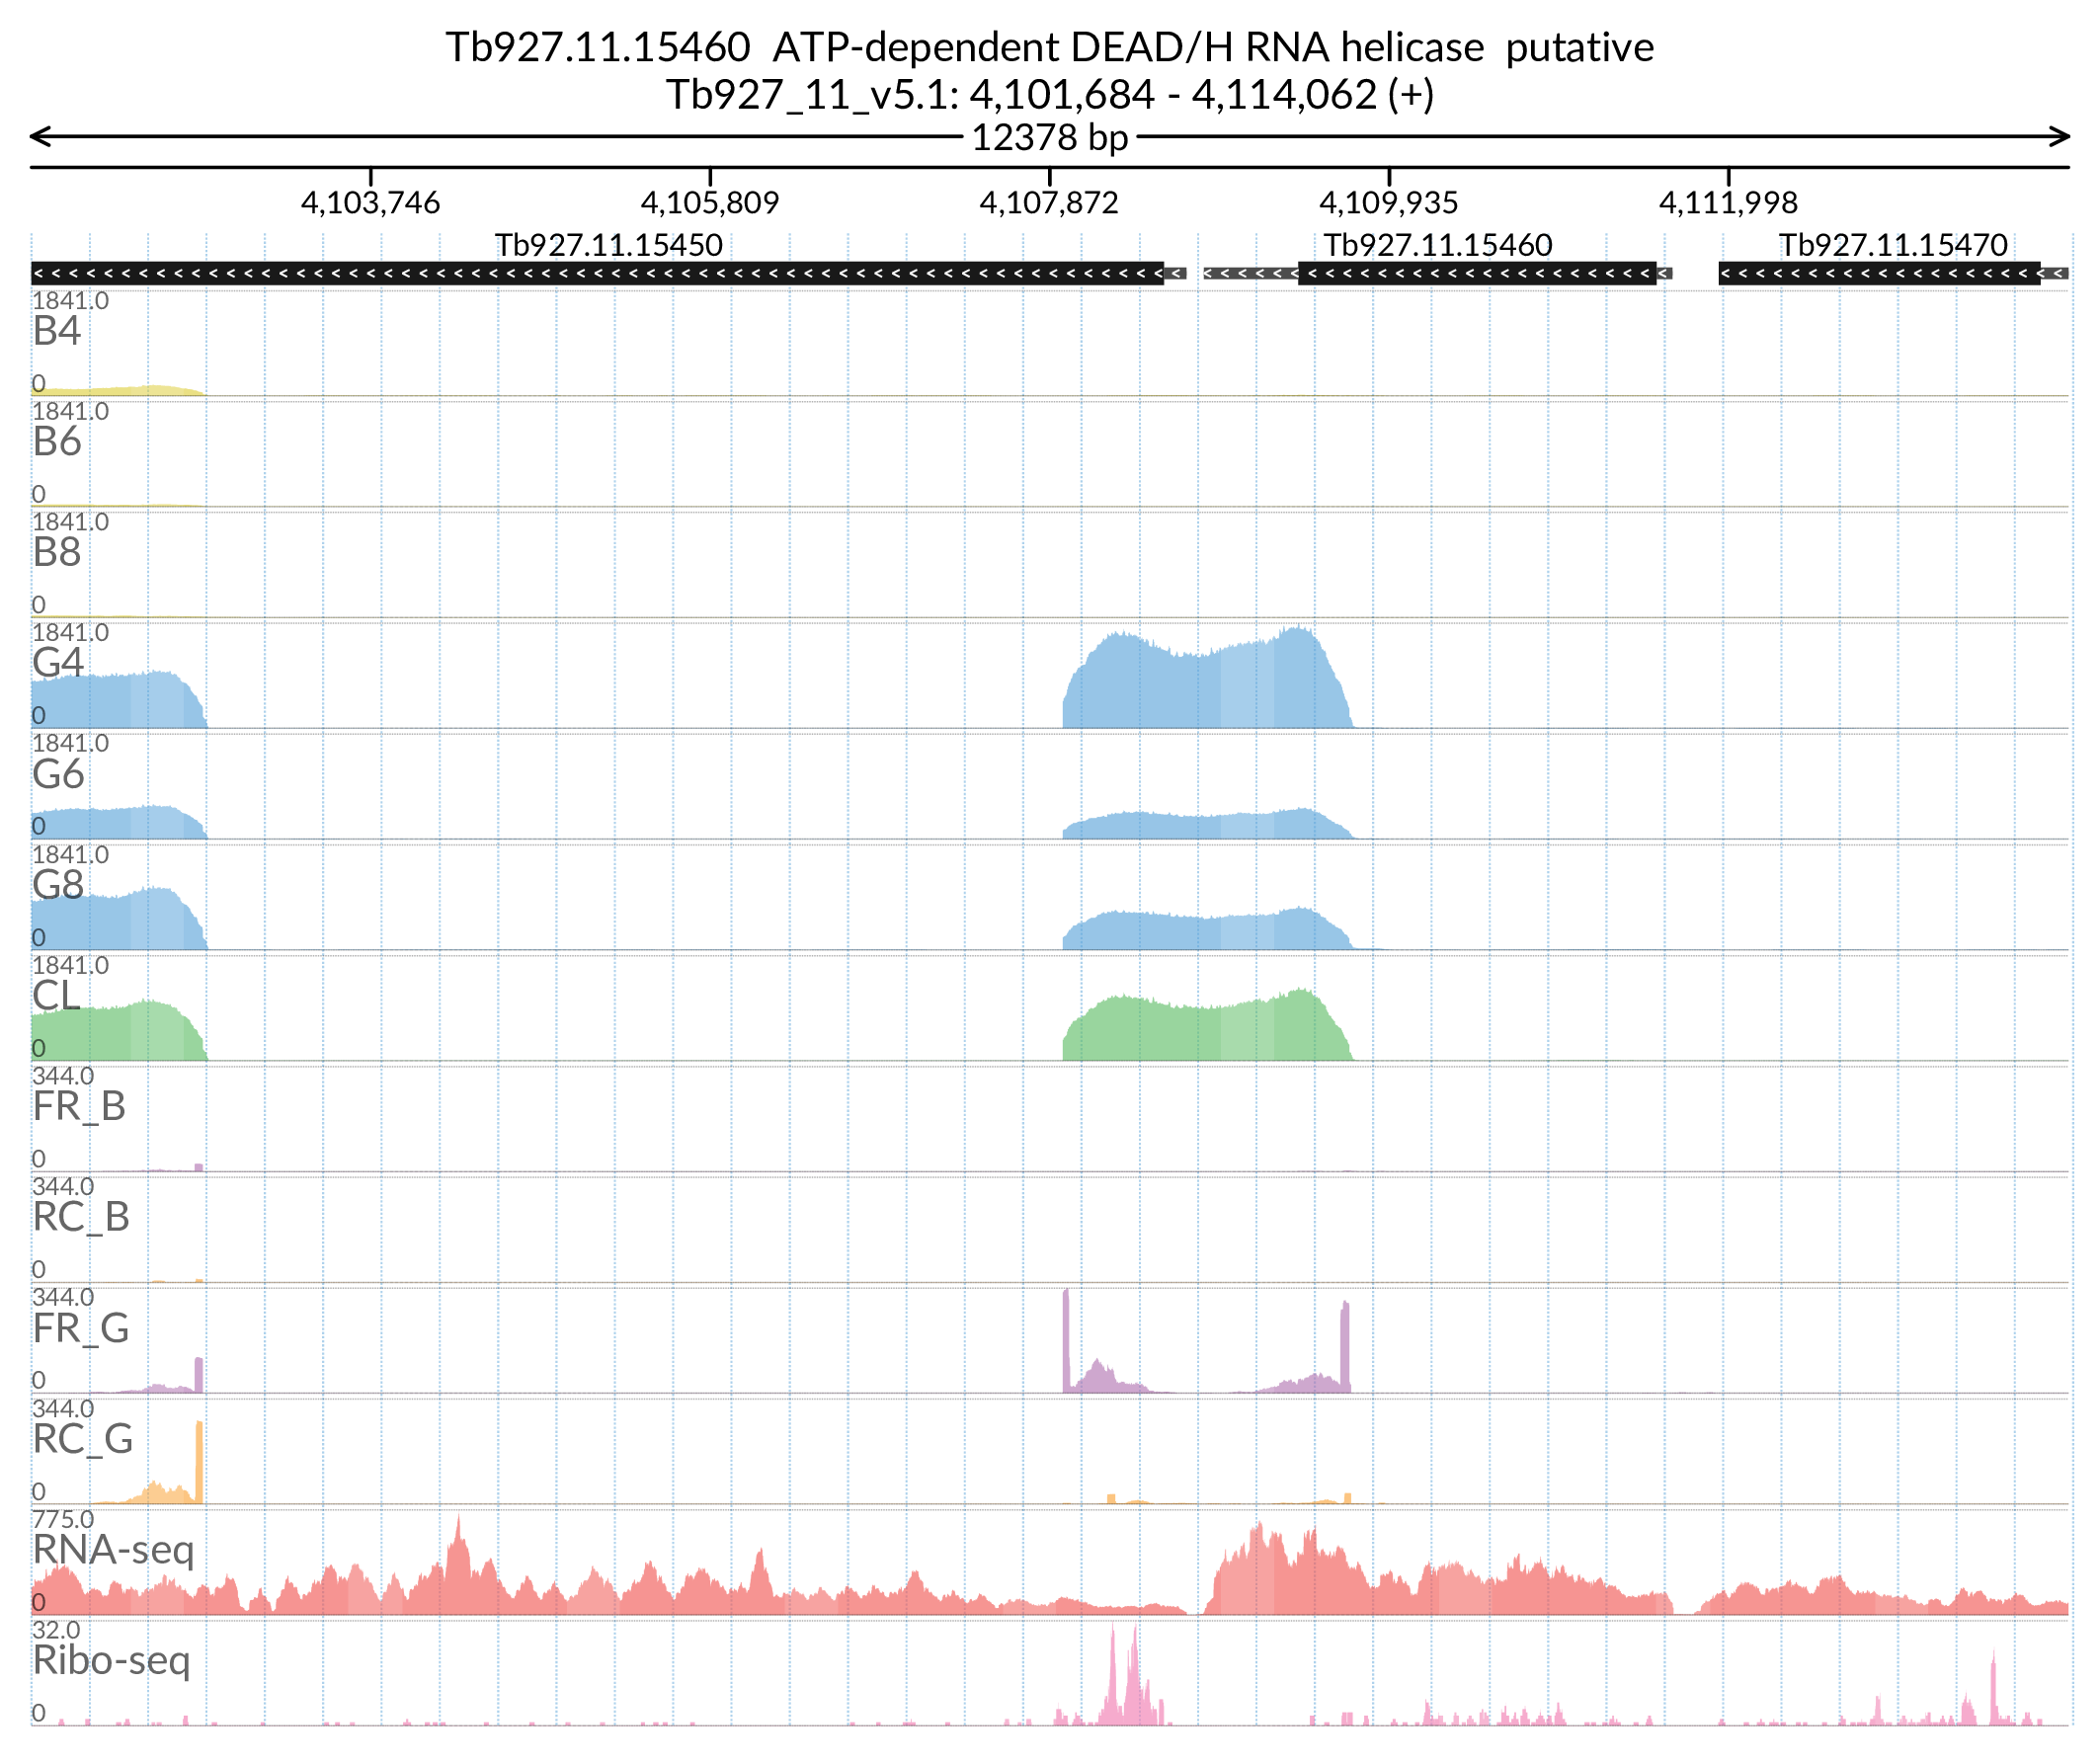 Tb927.11.15460 ATP-dependent DEAD/H RNA helicase putative
Tb927_11_v5.1: 4,101,684 - 4,114,062 (+)
12378 bp
4,103,746 4,105,809 4,107,872 4,109,935 4,111,998
Tb927.11.15450 Tb927.11.15460 Tb927.11.15470
1841.0
B4
0
1841.0
B6
0
1841.0
B8
0
1841.0
G4
0
1841.0
G6
0
1841.0
G8
0
1841.0
CL
0
344.0
FR_B
0
344.0
RC_B
0
344.0
FR_G
0
344.0
RC_G
0
775.0
RNA-seq
0
32.0
Ribo-seq
0